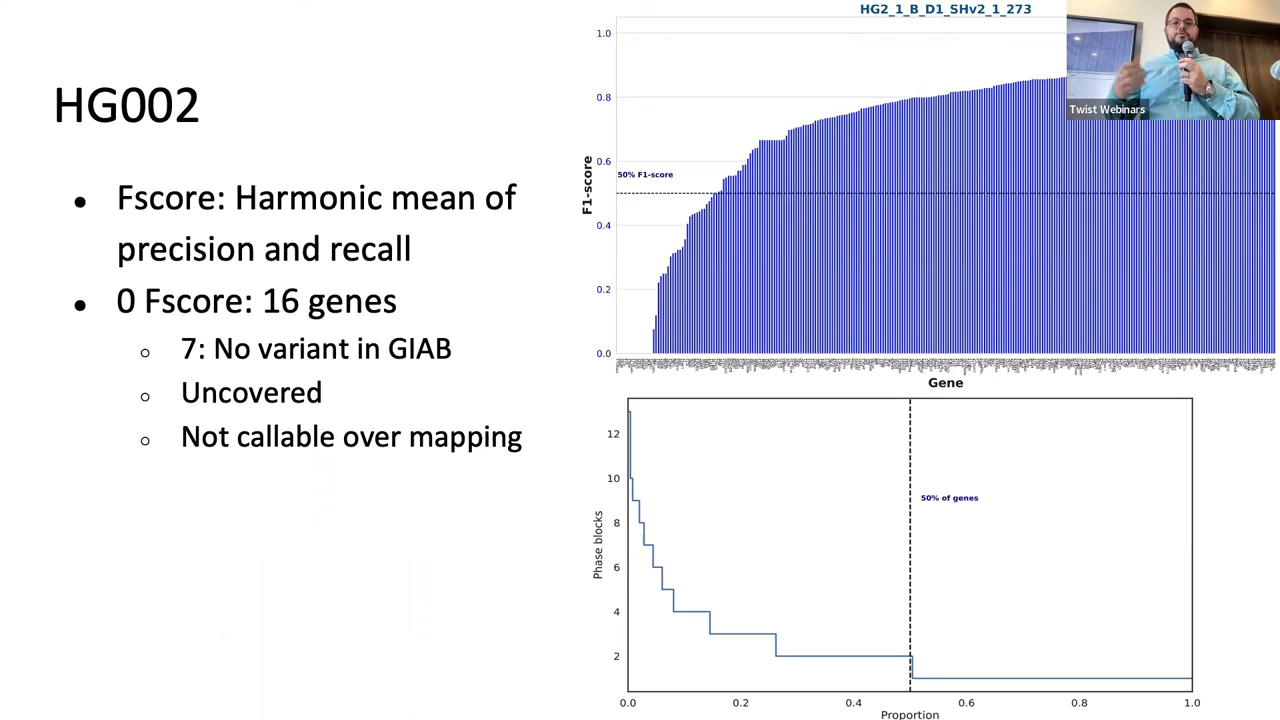 HG002
Fscore: Harmonic mean of
precision and recall
0 Fscore: 16 genes
7: No variant in GIAB
Uncovered
Not callable over mapping
HG2_1_B_D1_SHv2_1_273
1.0
0.8
0.6
0.4
0.2
0.0
F1-score
50% F1-score
Gene
Twist Webinars
12
10
8
6
4
2
Phase blocks
50% of genes
0.0 0.2 0.4 0.6 0.8 1.0
Proportion